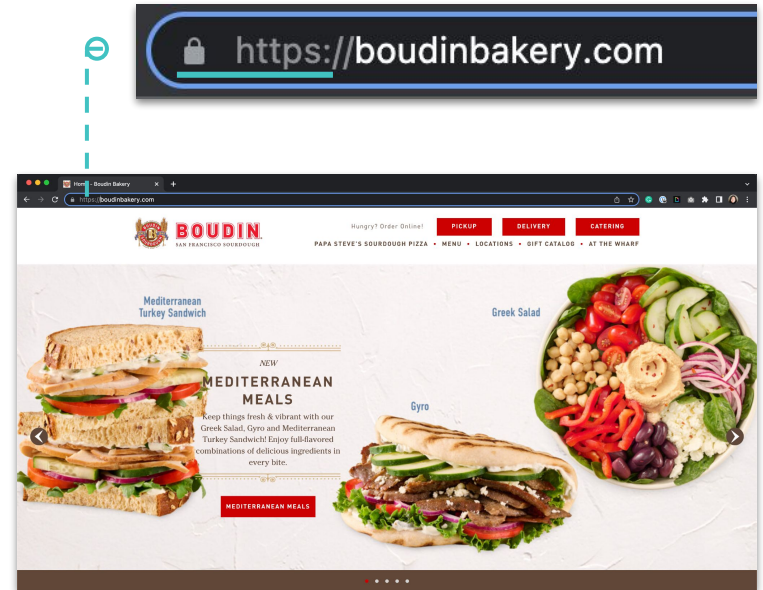 https://boudinbakery.com
Home - Boudin Bakery
https://boudinbakery.com
BOUDIN
SAN FRANCISCO SOURDOUGH
Hungry? Order Online!
PICKUP
DELIVERY
CATERING
PAPA STEVE'S SOURDOUGH PIZZA • MENU • LOCATIONS • GIFT CATALOG • AT THE WHARF
Mediterranean
Turkey Sandwich
NEW
MEDITERRANEAN
MEALS
Keep things fresh & vibrant with our
Greek Salad, Gyro and Mediterranean
Turkey Sandwich! Enjoy full-flavored
combinations of delicious ingredients in
every bite.
MEDITERRANEAN MEALS
Gyro
Greek Salad